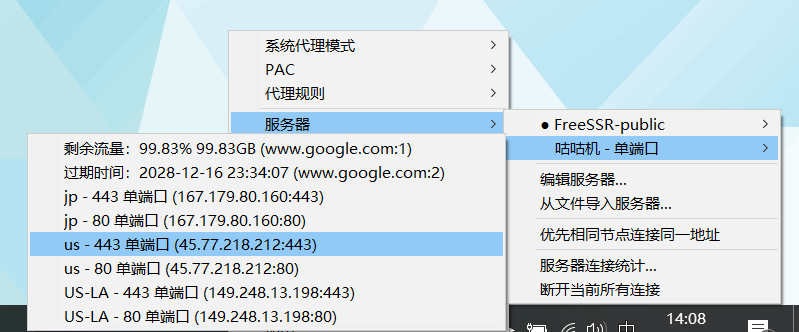 系统代理模式
PAC
代理规则
服务器
● FreeSSR-public
咕咕机 - 单端口
编辑服务器...
从文件导入服务器...
优先相同节点连接同一地址
服务器连接统计...
断开当前所有连接
剩余流量：99.83% 99.83GB (www.google.com:1)
过期时间：2028-12-16 23:34:07 (www.google.com:2)
jp - 443 单端口 (167.179.80.160:443)
jp - 80 单端口 (167.179.80.160:80)
us - 443 单端口 (45.77.218.212:443)
us - 80 单端口 (45.77.218.212:80)
US-LA - 443 单端口 (149.248.13.198:443)
US-LA - 80 单端口 (149.248.13.198:80)
中
14:08